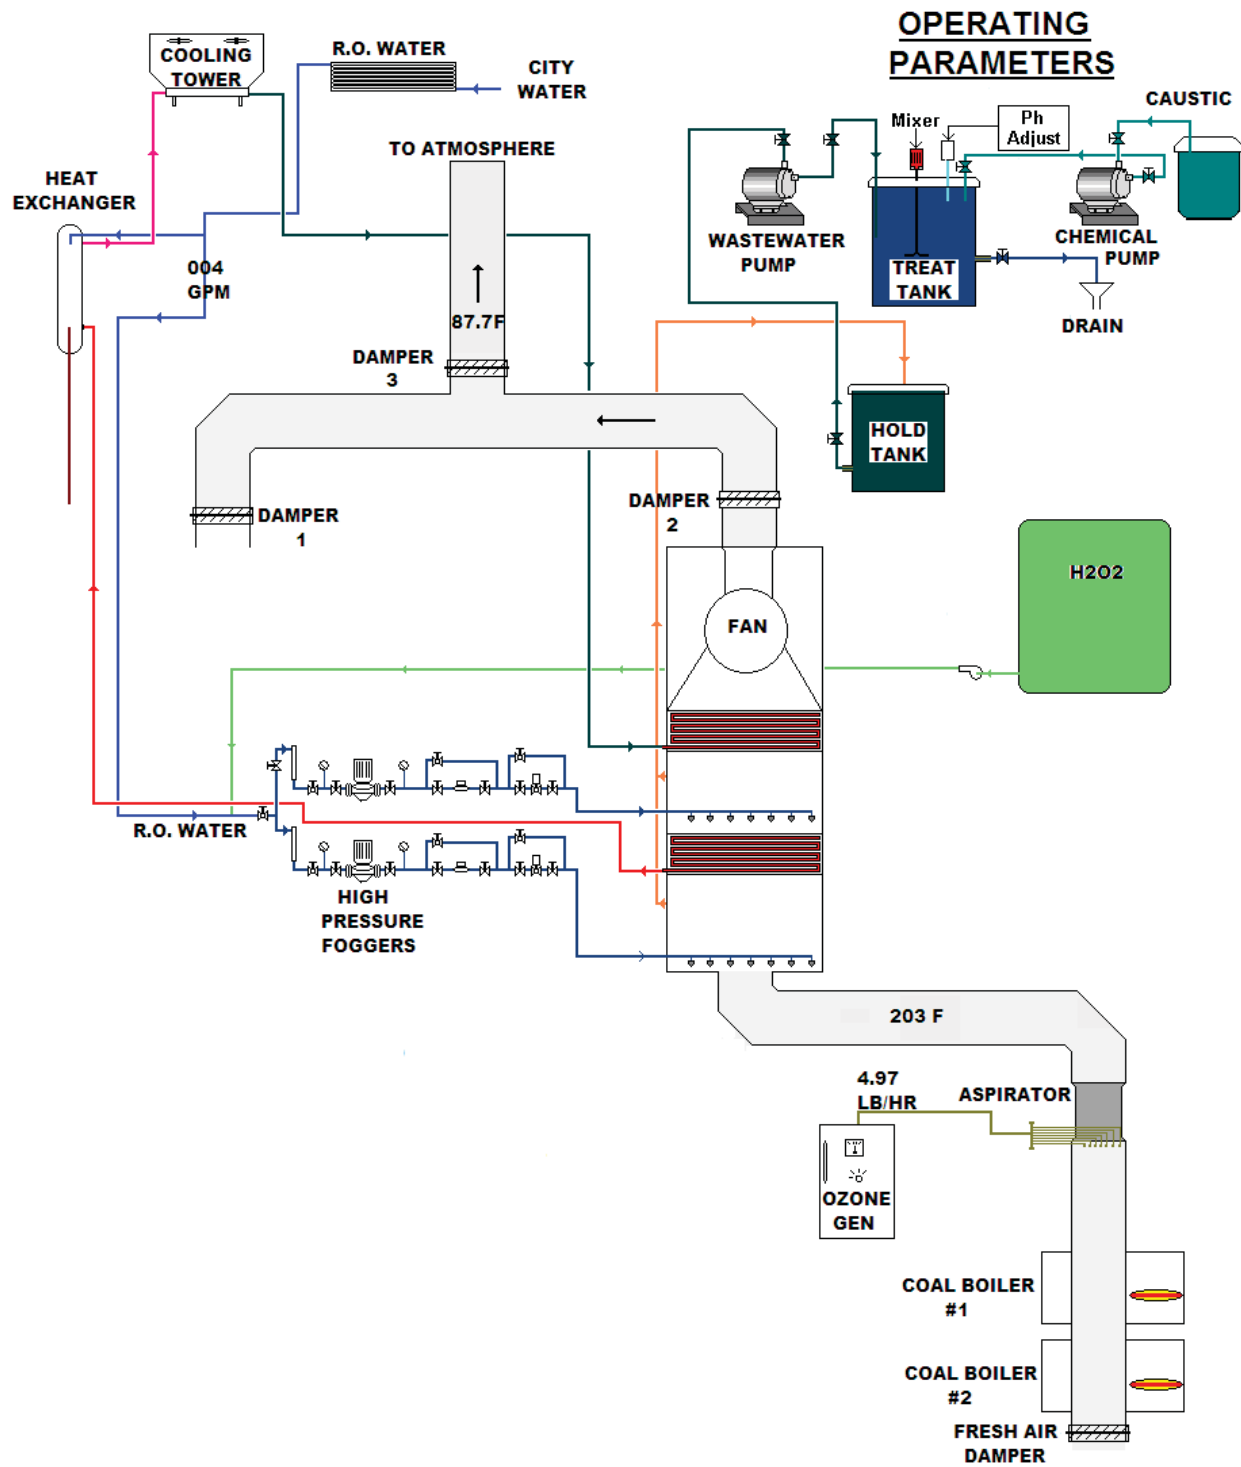 OPERATING
PARAMETERS
COOLING
TOWER
R.O. WATER
CITY
WATER
CAUSTIC
Mixer
Ph
Adjust
TO ATMOSPHERE
HEAT
EXCHANGER
WASTEWATER
PUMP
CHEMICAL
PUMP
004
GPM
TREAT
TANK
DRAIN
87.7F
DAMPER
3
HOLD
TANK
DAMPER
2
DAMPER
1
H2O2
FAN
R.O. WATER
HIGH
PRESSURE
FOGGERS
203 F
4.97
LB/HR
ASPIRATOR
OZONE
GEN
COAL BOILER
#1
COAL BOILER
#2
FRESH AIR
DAMPER